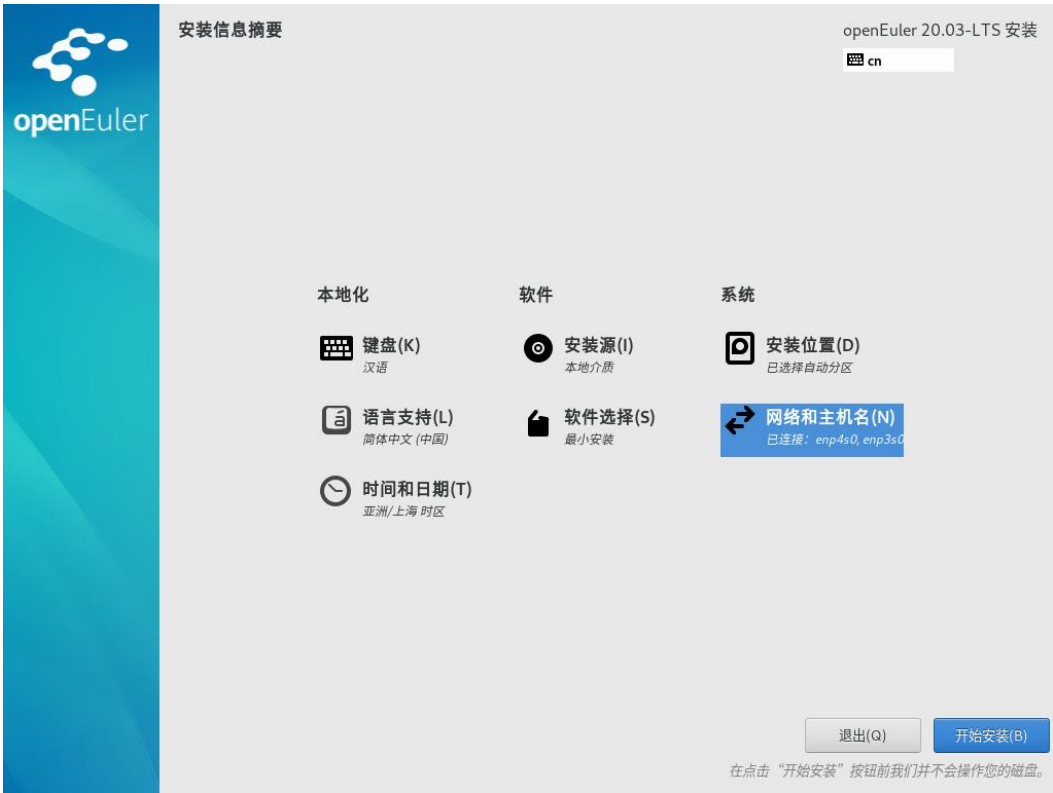 openEuler
安装信息摘要
openEuler 20.03-LTS 安装
cn
本地化
软件
系统
键盘(K)
汉语
安装源(I)
本地介质
安装位置(D)
已选择自动分区
语言支持(L)
简体中文 (中国)
软件选择(S)
最小安装
网络和主机名(N)
已连接：enp4s0, enp3s0
时间和日期(T)
亚洲/上海 时区
退出(Q)
开始安装(B)
在点击“开始安装”按钮前我们并不会操作您的磁盘。